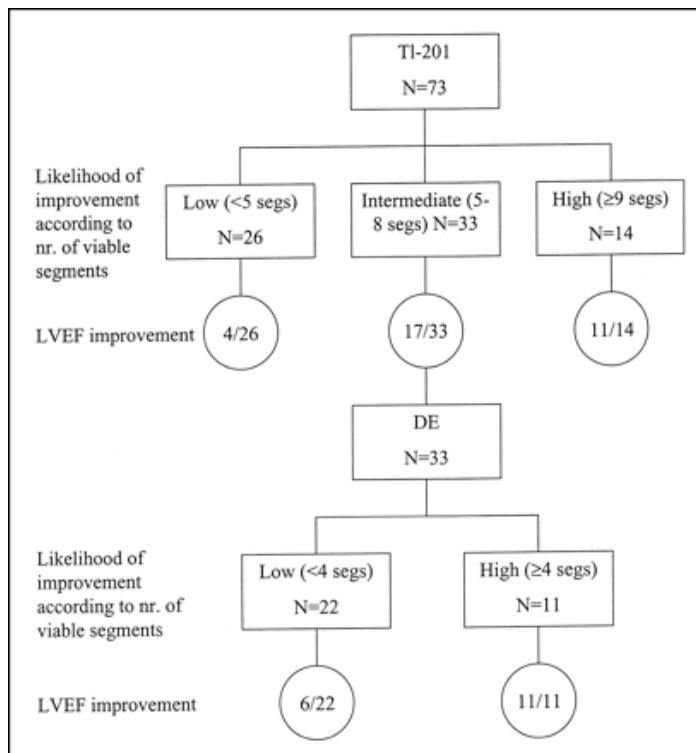 Tl-201
N=73
Likelihood of
improvement
according to
nr. of viable
segments
Low (<5 segs)
N=26
Intermediate (5-
8 segs) N=33
High (≥9 segs)
N=14
LVEF improvement
4/26
17/33
11/14
DE
N=33
Likelihood of
improvement
according to nr. of
viable segments
Low (<4 segs)
N=22
High (≥4 segs)
N=11
LVEF improvement
6/22
11/11